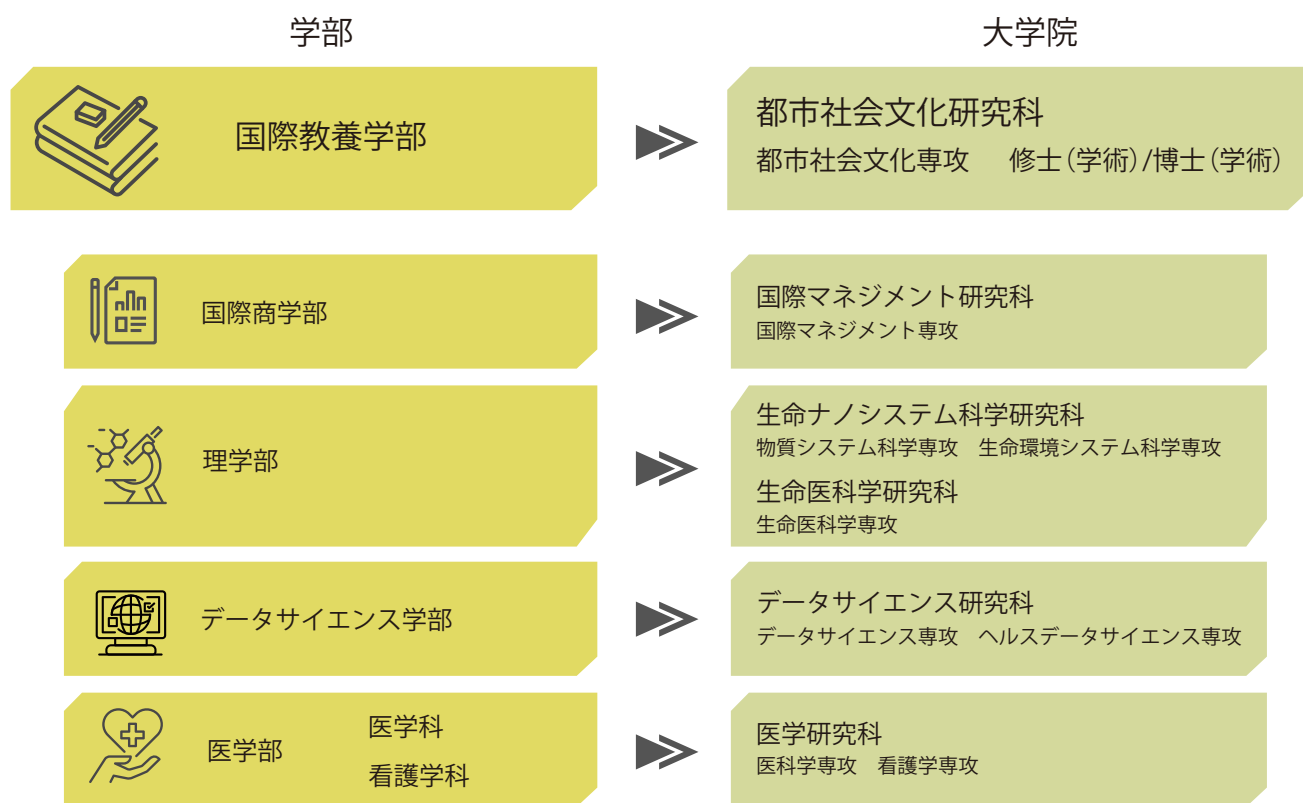 学部
大学院
国際教養学部
都市社会文化研究科
都市社会文化専攻　修士(学術)/博士(学術)
国際商学部
国際マネジメント研究科
国際マネジメント専攻
理学部
生命ナノシステム科学研究科
物質システム科学専攻　生命環境システム科学専攻
生命医科学研究科
生命医科学専攻
データサイエンス学部
データサイエンス研究科
データサイエンス専攻　ヘルスデータサイエンス専攻
医学部
医学科
看護学科
医学研究科
医科学専攻　看護学専攻